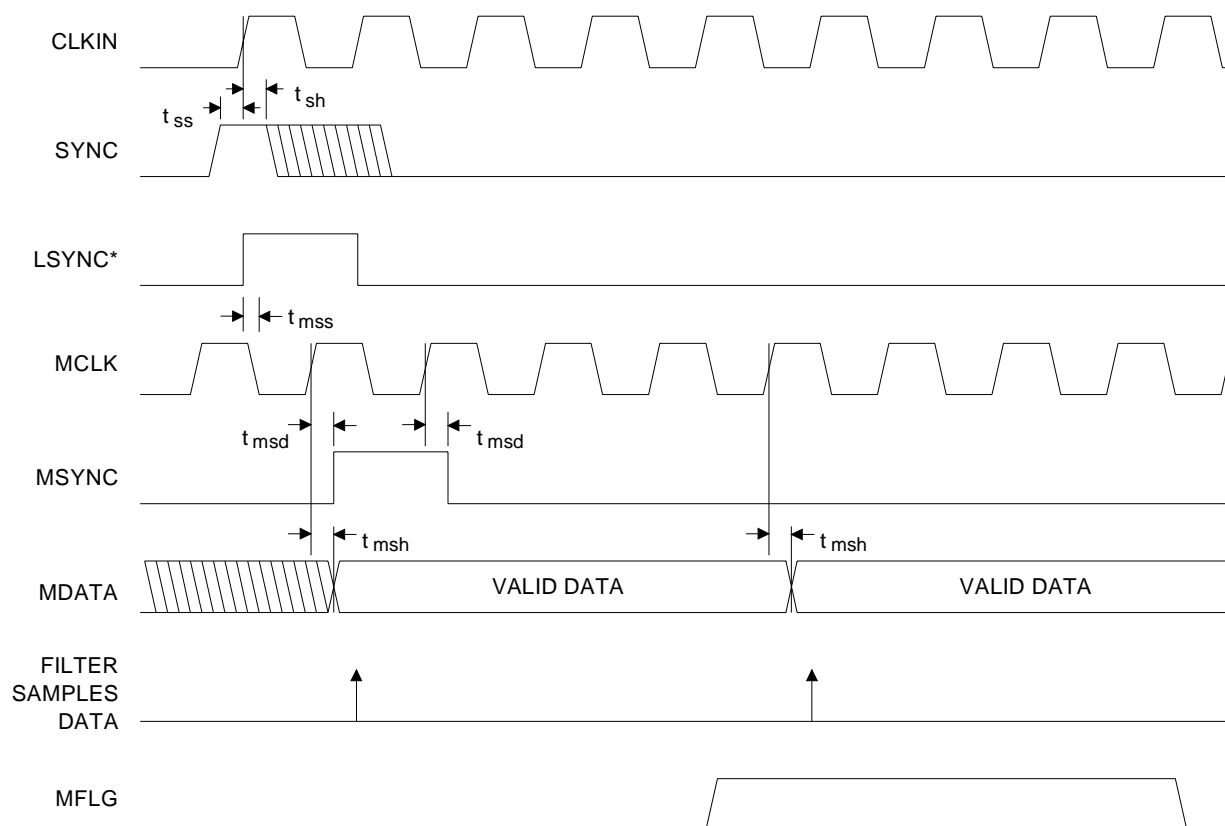 CLKIN
t sh
t ss
SYNC
LSYNC*
t mss
MCLK
t msd
t msd
MSYNC
t msh
t msh
MDATA
VALID DATA
VALID DATA
FILTER
SAMPLES
DATA
MFLG